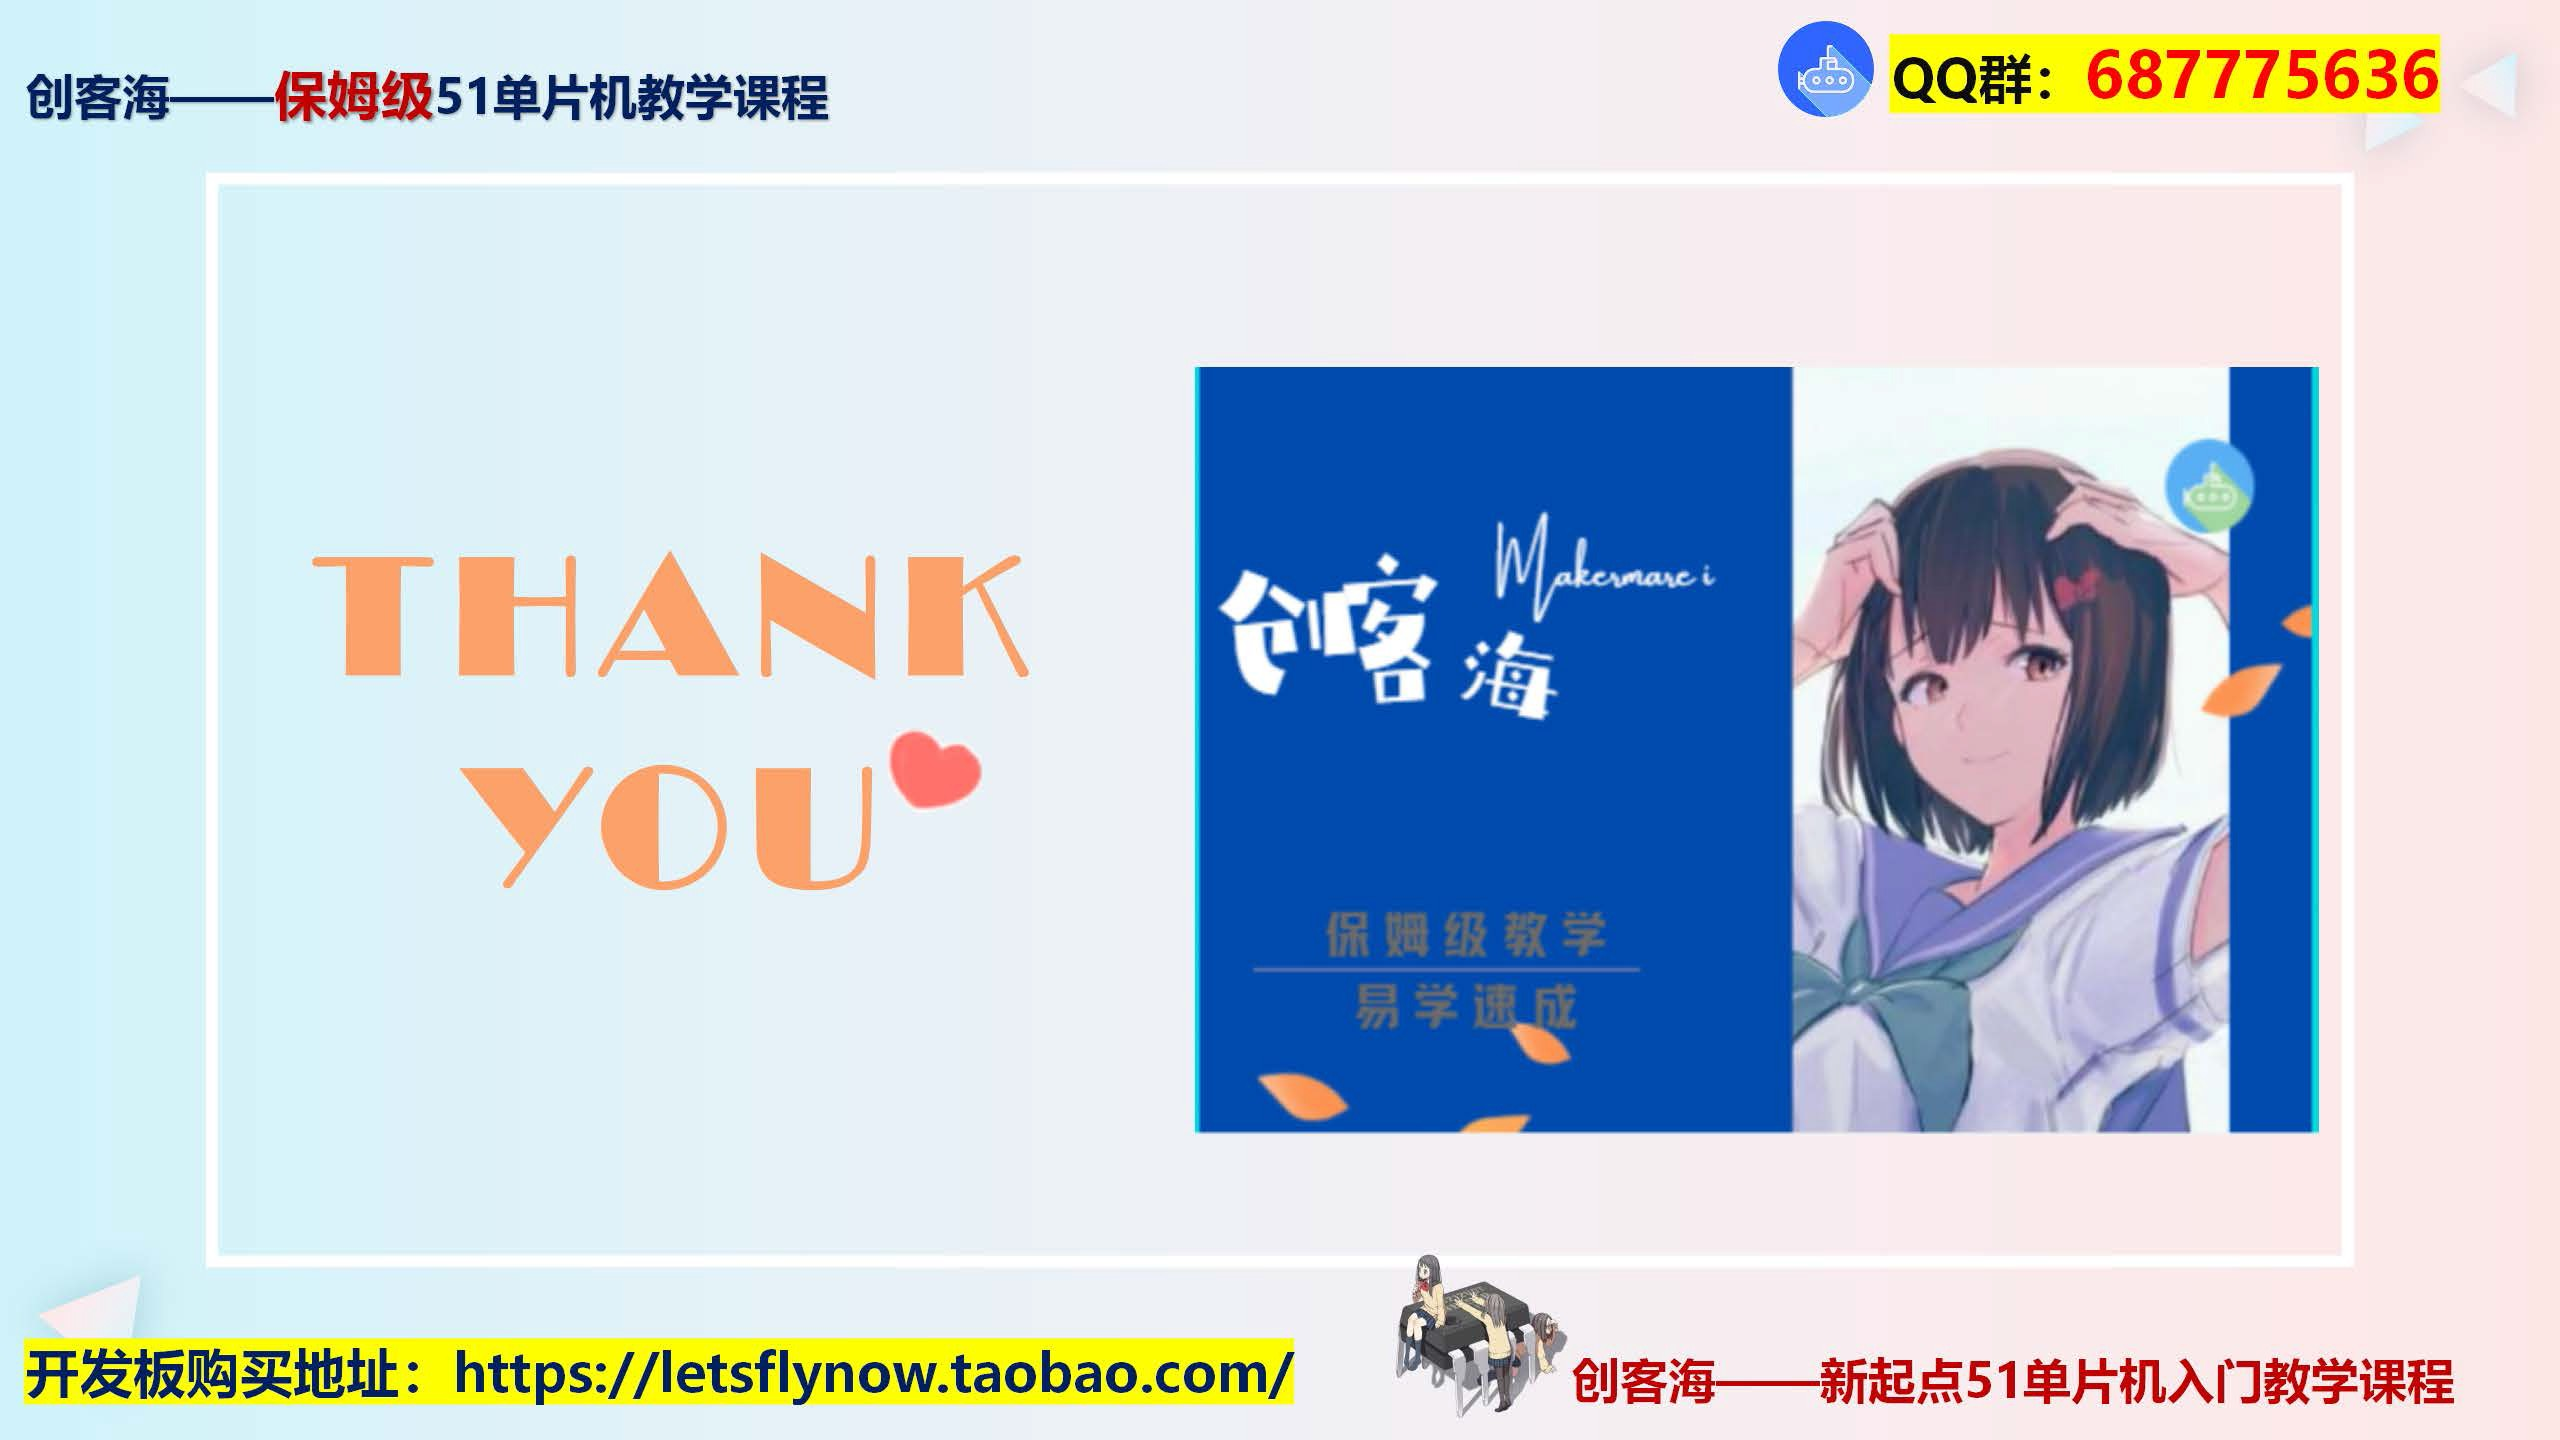 创客海——保姆级51单片机教学课程
QQ群：687775636
THANK
YOU
Makermare i
创客海
保姆级教学
易学速成
开发板购买地址：https://letsflynow.taobao.com/
创客海——新起点51单片机入门教学课程